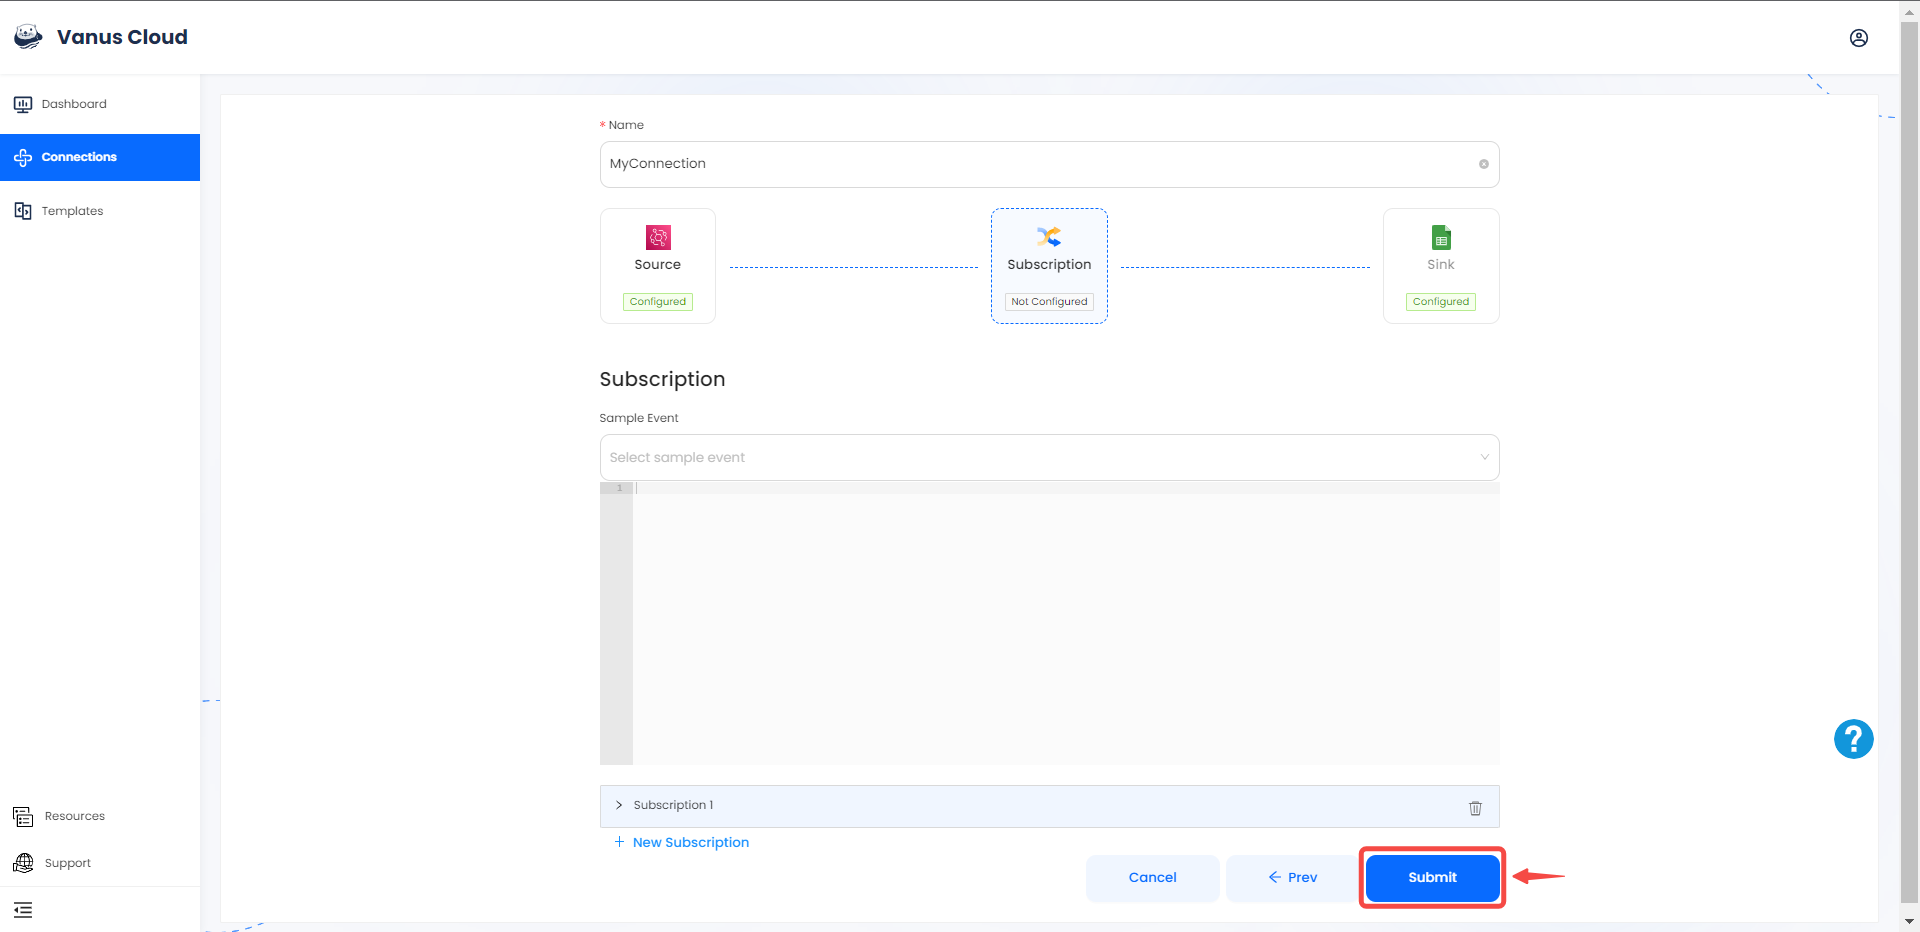 Vanus Cloud
Dashboard
Connections
Templates
* Name
MyConnection
Source
Configured
Subscription
Not Configured
Sink
Configured
Subscription
Sample Event
Select sample event
1
Subscription 1
+ New Subscription
Cancel
← Prev
Submit
?
Resources
Support